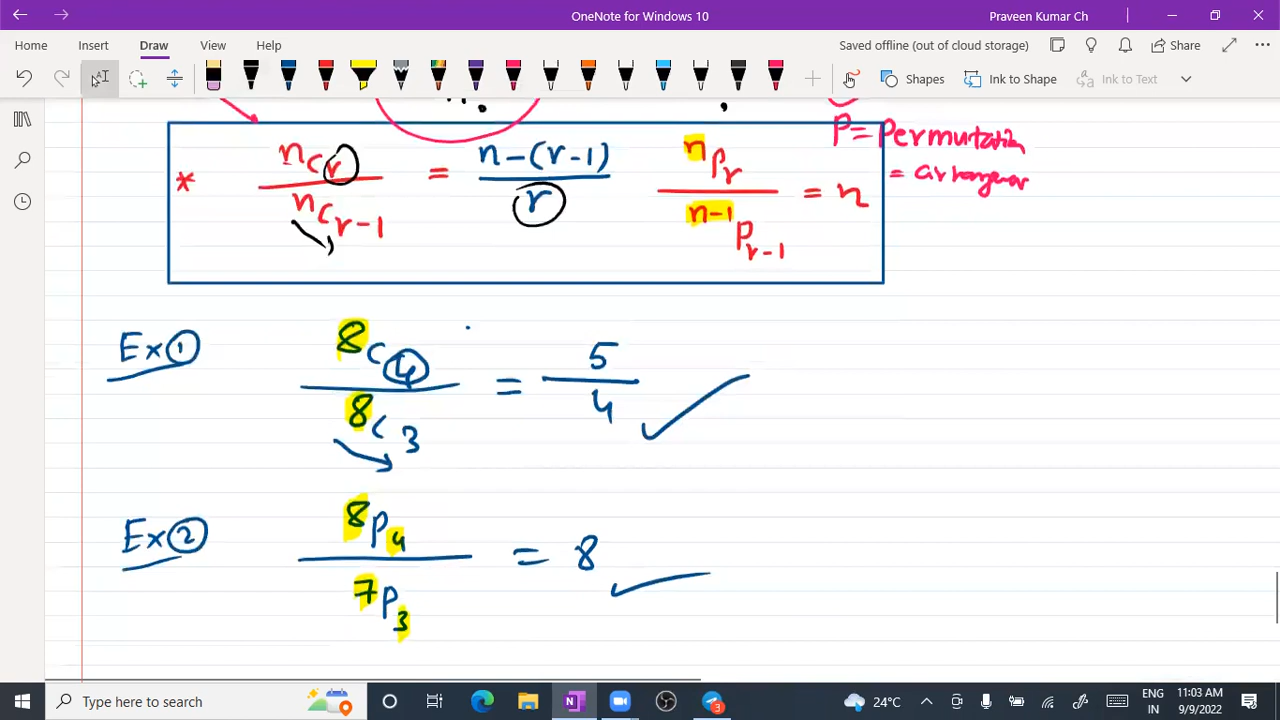 OneNote for Windows 10
Praveen Kumar Ch
Home Insert Draw View Help
Saved offline (out of cloud storage)
Share
Shapes Ink to Shape Ink to Text
P = Permutation
=
* nCr / nCr-1 = n-(r-1) / r
nPr / n-1Pr-1 = n
Ex 1 8C4 / 8C3 = 5/4
Ex 2 8P4 / 7P3 = 8
Type here to search
3
24°C
ENG
IN
11:03 AM
9/9/2022